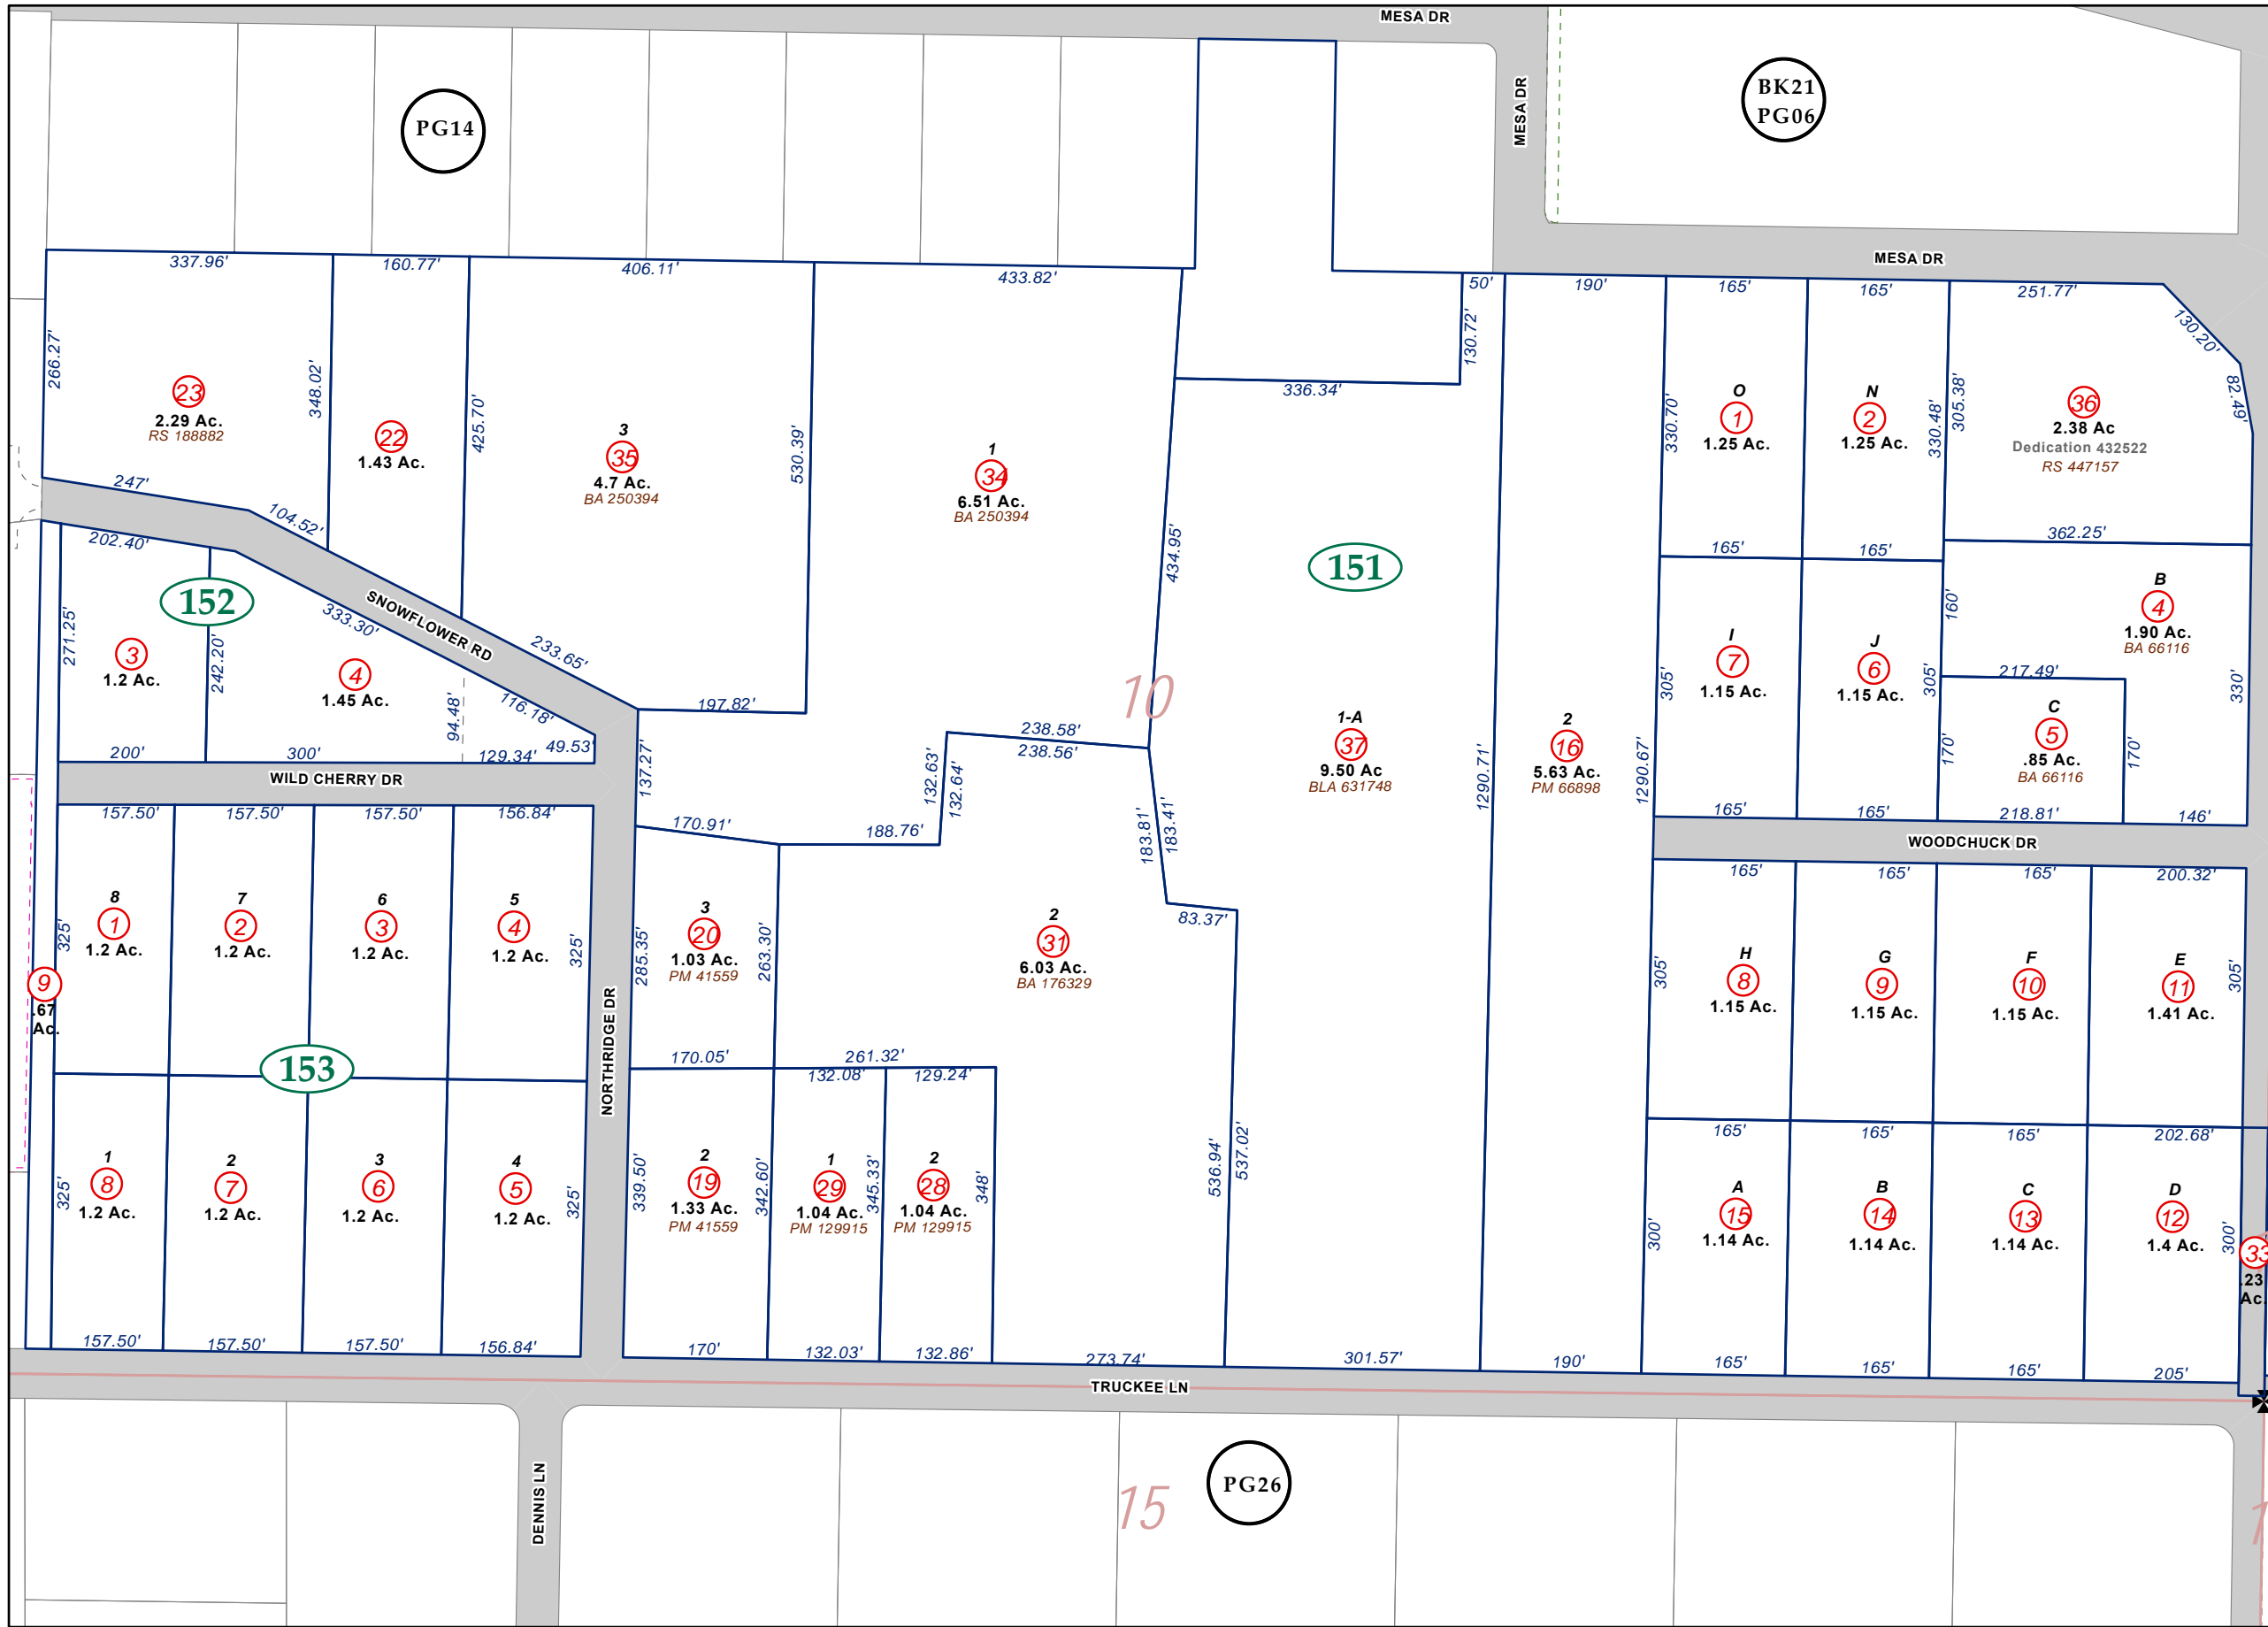 MESA DR
MESA DR
PG14
BK21
PG06
MESA DR
337.96'
160.77'
406.11'
433.82'
50'
190'
165'
165'
251.77'
130.20'
82.49'
266.27'
23
2.29 Ac.
RS 188882
348.02'
22
1.43 Ac.
425.70'
3
35
4.7 Ac.
BA 250394
530.39'
1
34
6.51 Ac.
BA 250394
130.72'
336.34'
434.95'
151
330.70'
O
1
1.25 Ac.
N
2
1.25 Ac.
330.48'
305.38'
36
2.38 Ac
Dedication 432522
RS 447157
362.25'
247'
104.52'
202.40'
152
SNOWFLOWER RD
333.30'
233.65'
271.25'
3
1.2 Ac.
242.20'
4
1.45 Ac.
94.48'
116.18'
49.53'
200'
300'
129.34'
197.82'
137.27'
10
238.58'
238.56'
132.63'
132.64'
1-A
37
9.50 Ac
BLA 631748
1290.71'
2
16
5.63 Ac.
PM 66898
1290.67'
165'
165'
305'
I
7
1.15 Ac.
J
6
1.15 Ac.
305'
160'
B
4
1.90 Ac.
BA 66116
217.49'
C
5
.85 Ac.
BA 66116
170'
170'
330'
165'
165'
218.81'
146'
WILD CHERRY DR
WOODCHUCK DR
157.50'
157.50'
157.50'
156.84'
170.91'
188.76'
183.81'
183.41'
83.37'
165'
165'
165'
200.32'
325'
8
1
1.2 Ac.
7
2
1.2 Ac.
6
3
1.2 Ac.
5
4
1.2 Ac.
325'
9
.67
Ac.
153
NORTHRIDGE DR
285.35'
3
20
1.03 Ac.
PM 41559
263.30'
2
31
6.03 Ac.
BA 176329
305'
H
8
1.15 Ac.
G
9
1.15 Ac.
F
10
1.15 Ac.
E
11
1.41 Ac.
305'
170.05'
261.32'
132.08'
129.24'
165'
165'
165'
202.68'
325'
1
8
1.2 Ac.
2
7
1.2 Ac.
3
6
1.2 Ac.
4
5
1.2 Ac.
325'
339.50'
2
19
1.33 Ac.
PM 41559
342.60'
1
29
1.04 Ac.
PM 129915
345.33'
2
28
1.04 Ac.
PM 129915
348'
536.94'
537.02'
300'
A
15
1.14 Ac.
B
14
1.14 Ac.
C
13
1.14 Ac.
D
12
1.4 Ac.
300'
33
.23
Ac.
157.50'
157.50'
157.50'
156.84'
170'
132.03'
132.86'
273.74'
301.57'
190'
165'
165'
165'
205'
TRUCKEE LN
DENNIS LN
15
PG26